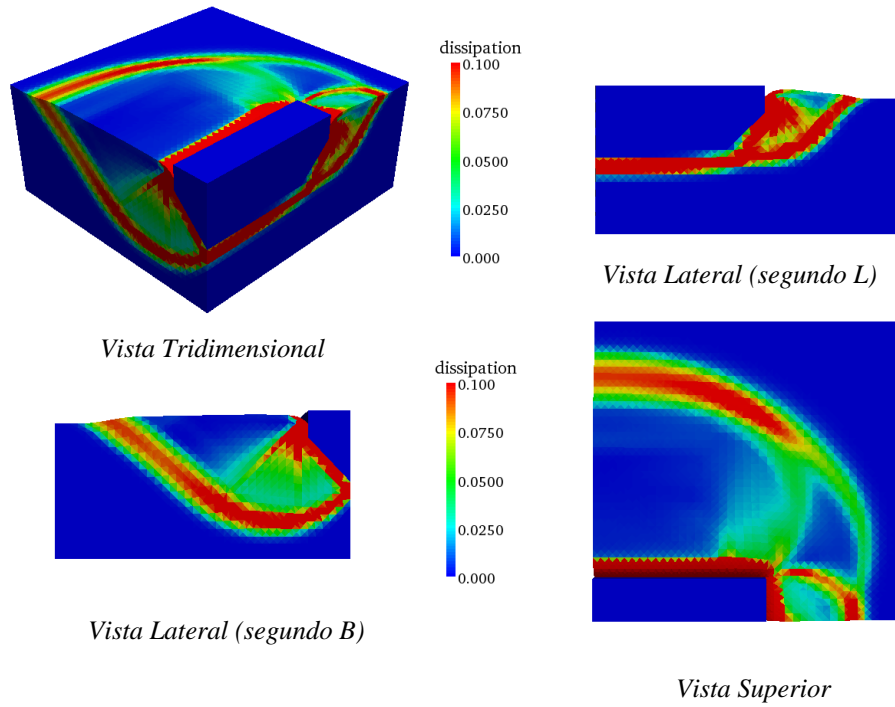 dissipation
0.100
0.0750
0.0500
0.0250
0.000
Vista Tridimensional
Vista Lateral (segundo L)
dissipation
0.100
0.0750
0.0500
0.0250
0.000
Vista Lateral (segundo B)
Vista Superior